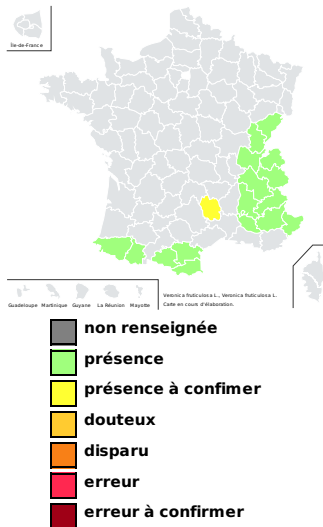 Île-de-France
Guadeloupe Martinique Guyane La Réunion Mayotte
Veronica fruticulosa L., Veronica fruticulosa L.
Carte en cours d'élaboration.
non renseignée
présence
présence à confimer
douteux
disparu
erreur
erreur à confirmer